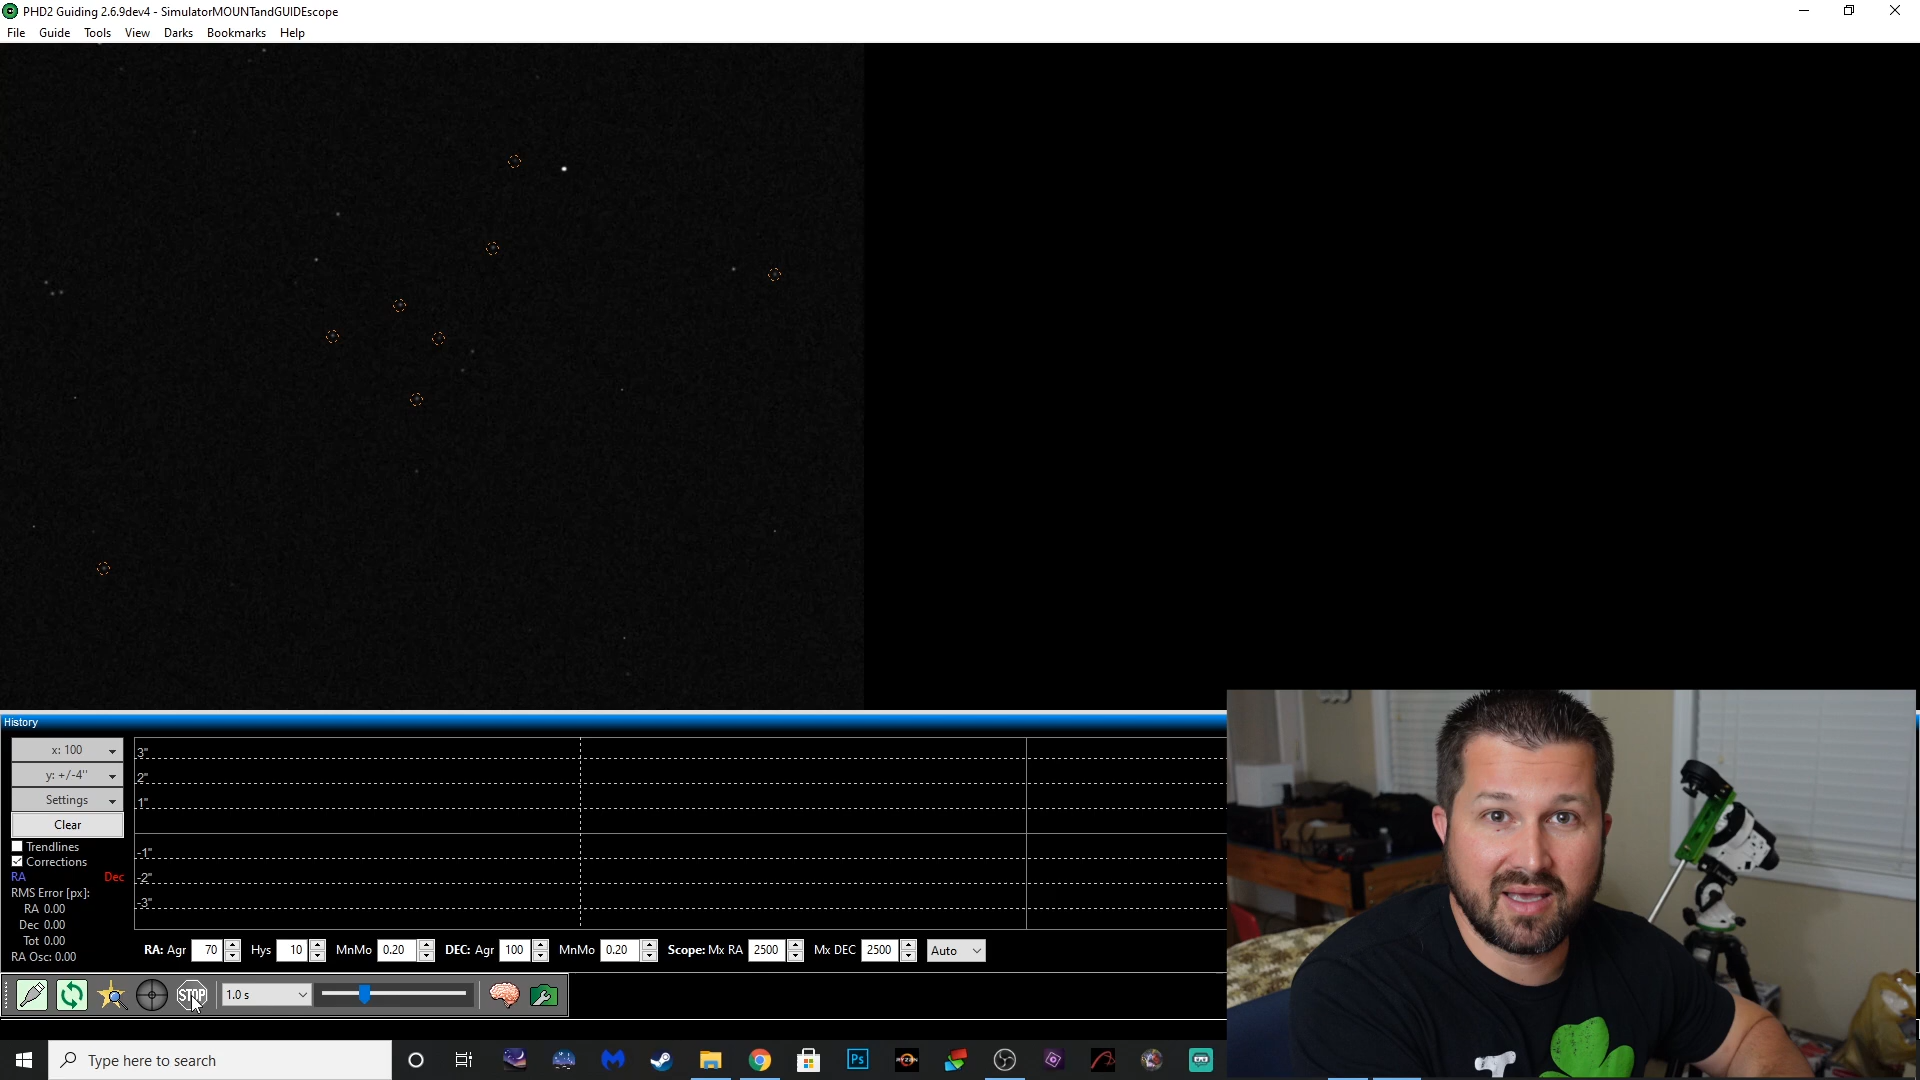 PHD2 Guiding 2.6.9dev4 - SimulatorMOUNTandGUIDEscope
File Guide Tools View Darks Bookmarks Help
History
x: 100
y: +/-4"
Settings
Clear
Trendlines
Corrections
RA Dec
RMS Error [px]:
RA 0.00
Dec 0.00
Tot 0.00
RA Osc: 0.00
3"
2"
1"
-1"
-2"
-3"
RA: Agr 70 Hys 10 MnMo 0.20 DEC: Agr 100 MnMo 0.20 Scope: Mx RA 2500 Mx DEC 2500 Auto
STOP 1.0 s
Type here to search
Ps
RYZEN